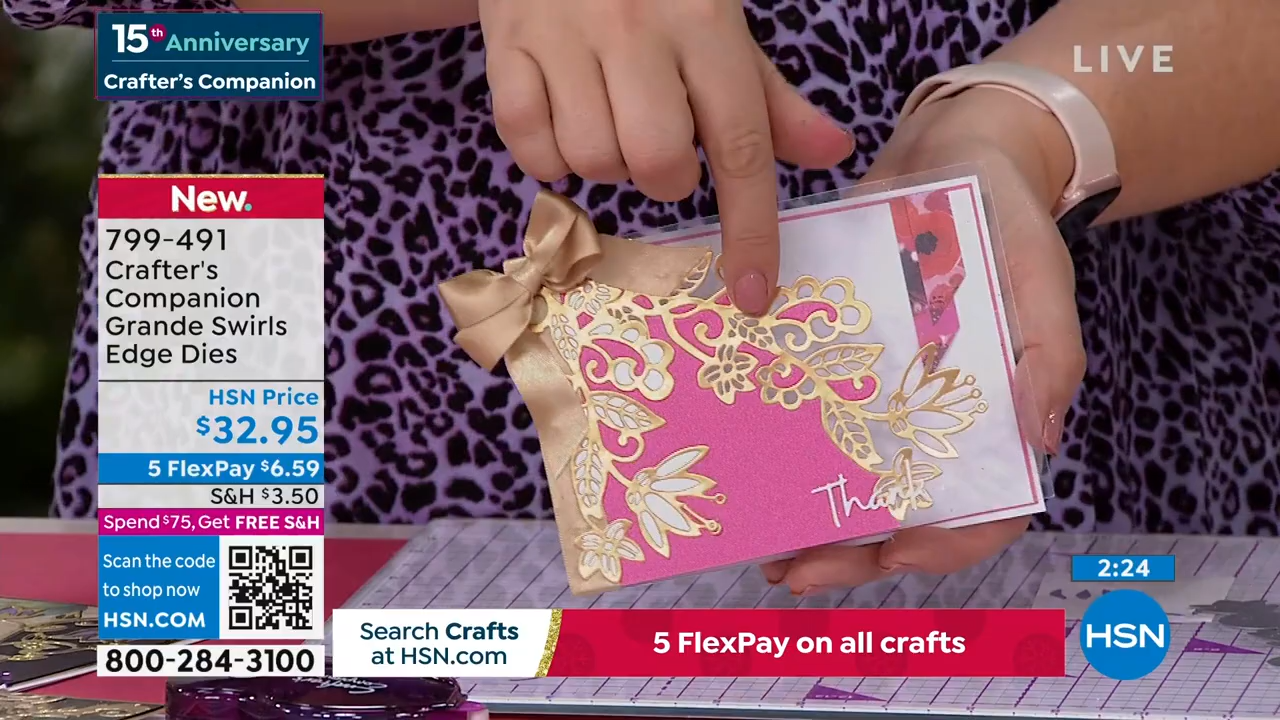 15th Anniversary
Crafter's Companion
LIVE
New.
799-491
Crafter's
Companion
Grande Swirls
Edge Dies
HSN Price
$32.95
5 FlexPay $6.59
S&H $3.50
Spend $75, Get FREE S&H
Scan the code
to shop now
HSN.COM
800-284-3100
Search Crafts
at HSN.com
5 FlexPay on all crafts
2:24
HSN